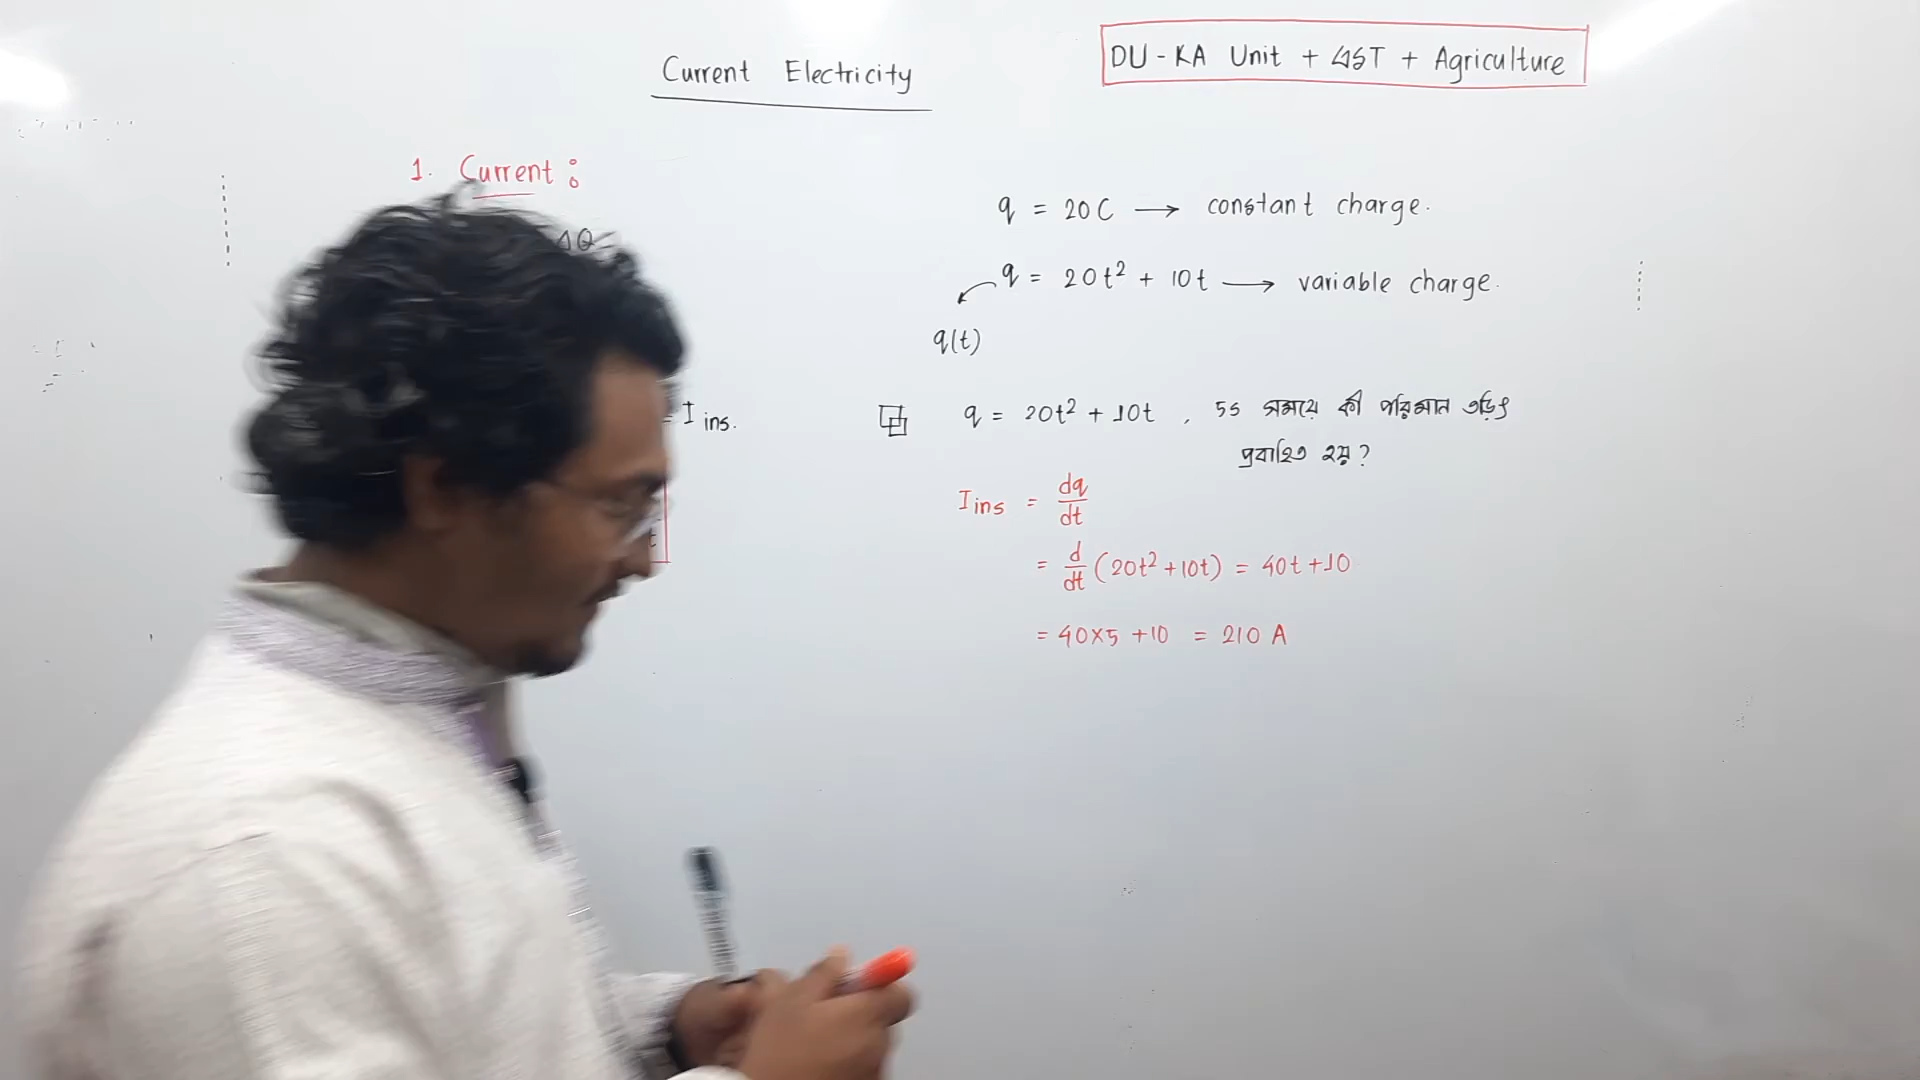 Current Electricity
DU - KA Unit + GST + Agriculture
1. Current :
ΔQ
I ins.
t
q = 20C → constant charge.
q = 20t² + 10t → variable charge.
q(t)
q = 20t² + 10t , 5s সময়ে কী পরিমান তড়িৎ
প্রবাহিত হয় ?
I ins = dq/dt
= d/dt (20t² + 10t) = 40t + 10
= 40×5 + 10 = 210 A